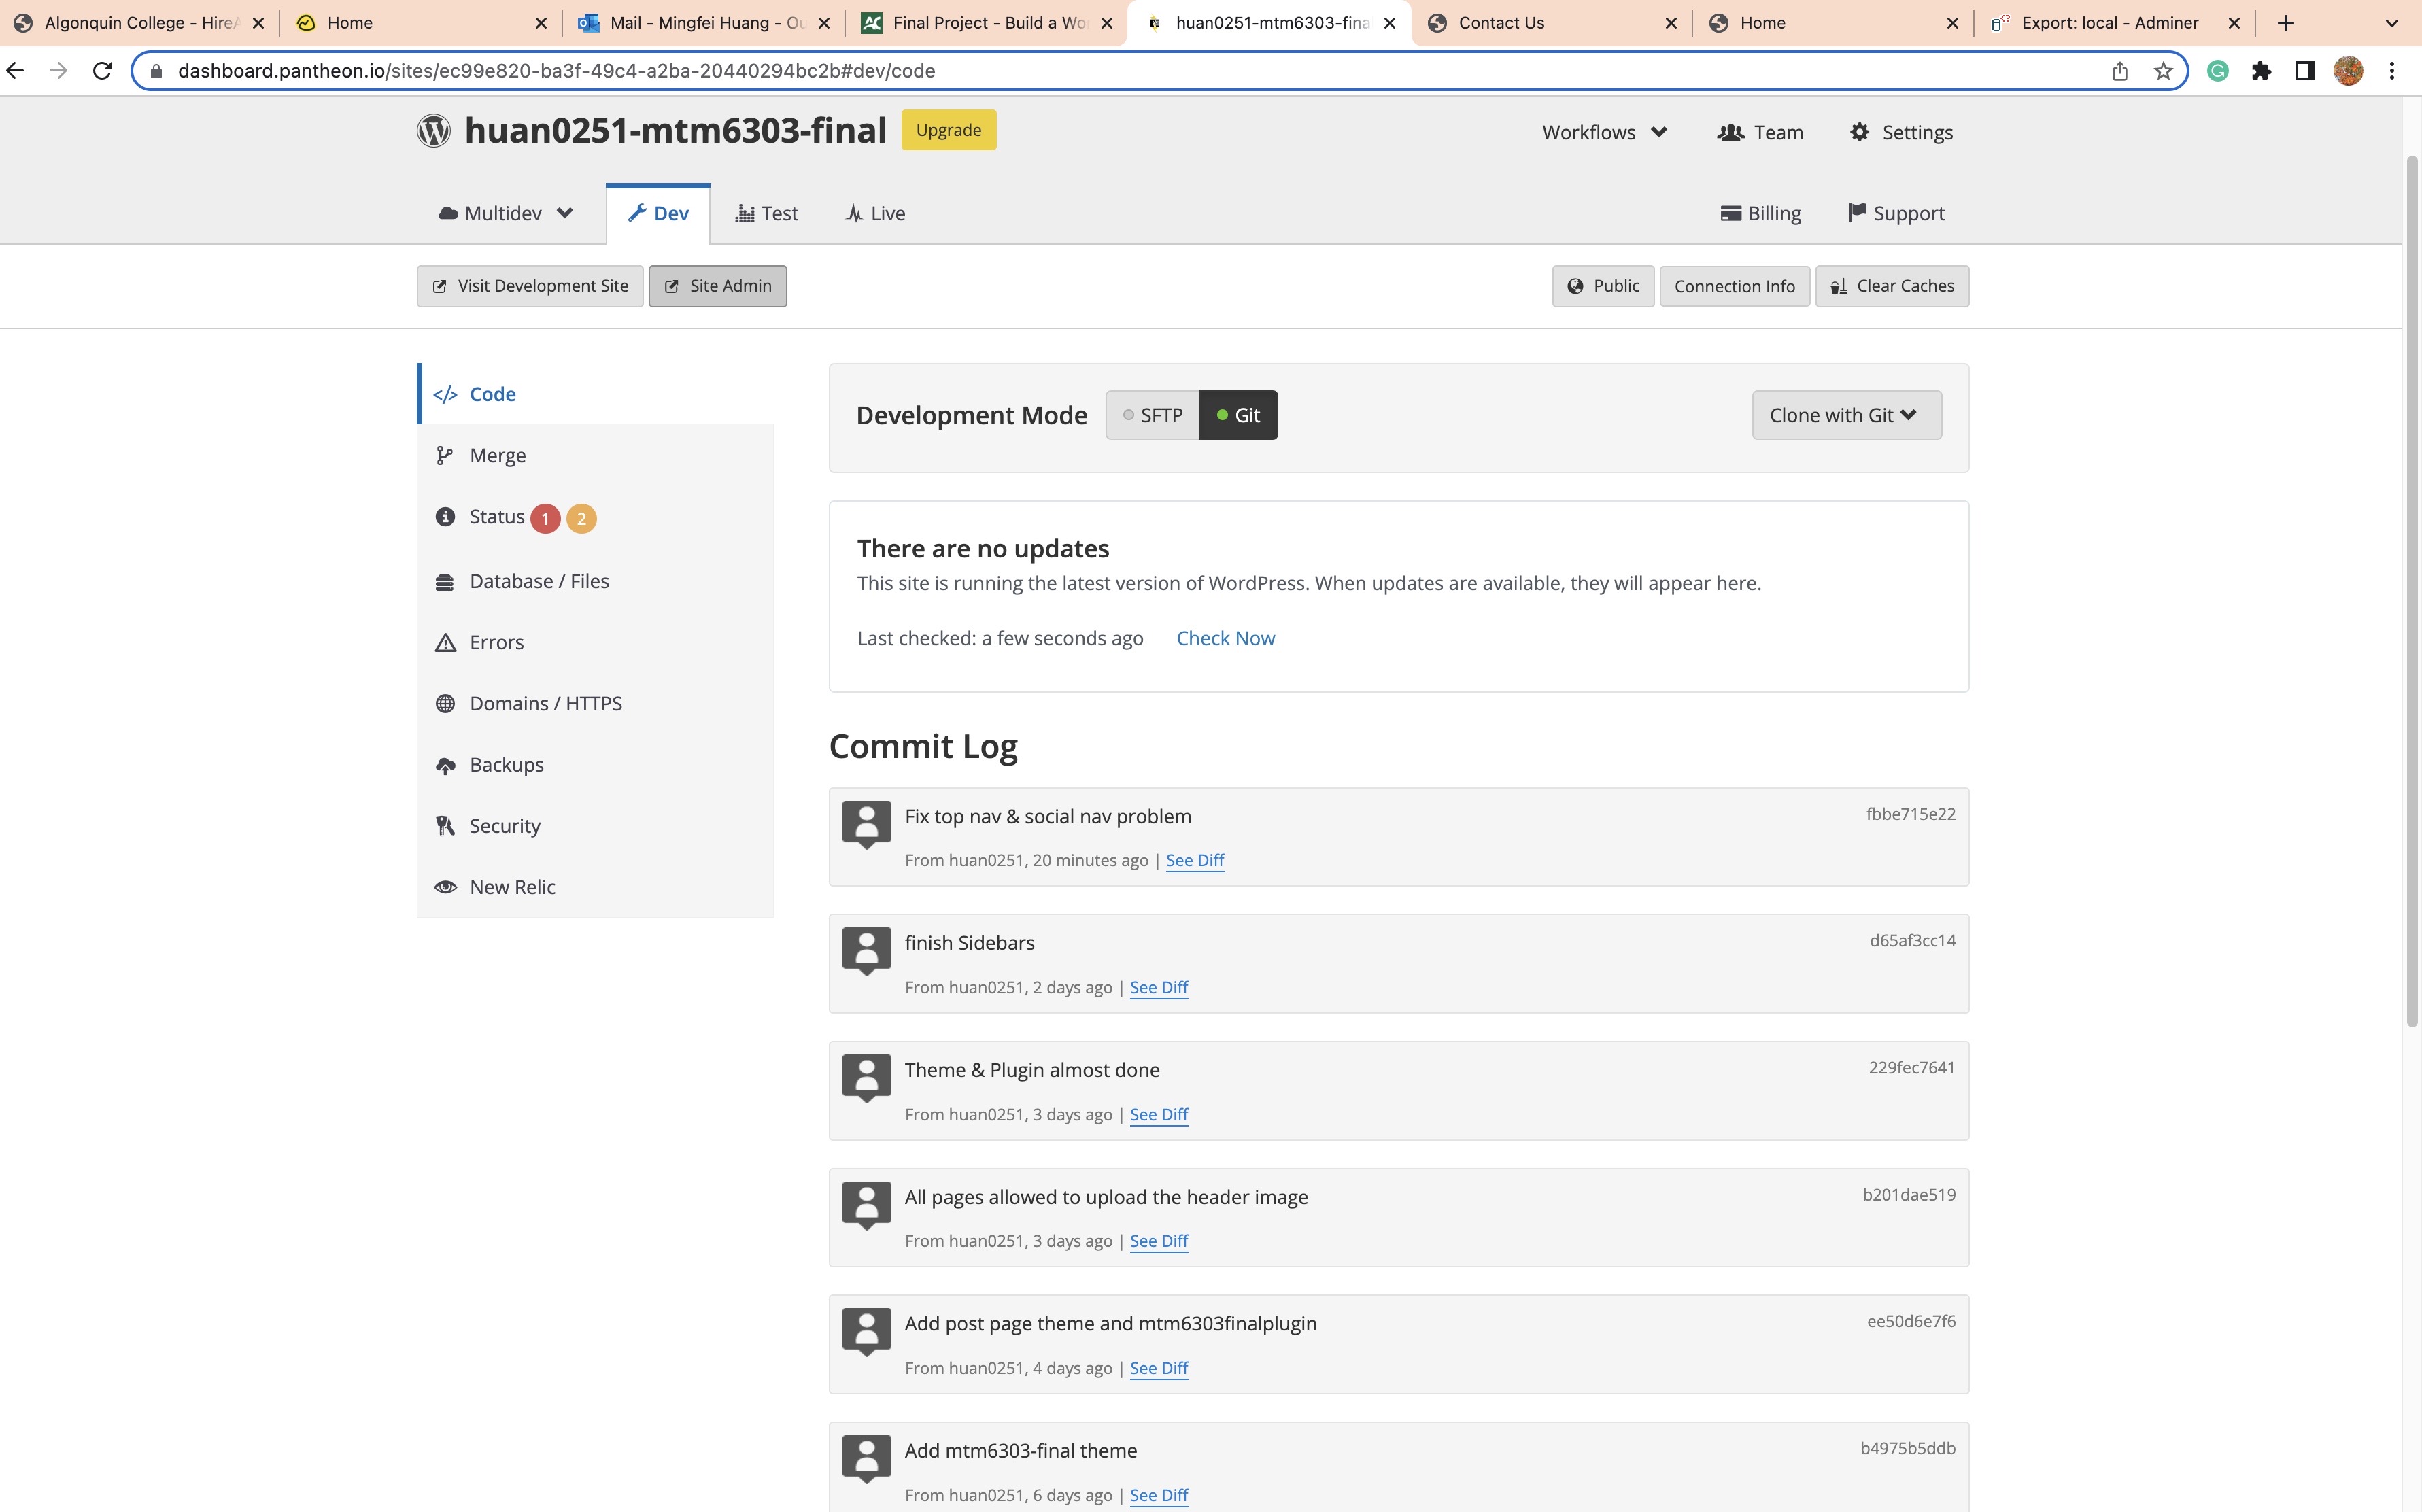 Algonquin College - HireA
Home
Mail - Mingfei Huang - Ou
Final Project - Build a Wo
huan0251-mtm6303-fina
Contact Us
Home
Export: local - Adminer
dashboard.pantheon.io/sites/ec99e820-ba3f-49c4-a2ba-20440294bc2b#dev/code
huan0251-mtm6303-final
Upgrade
Workflows
Team
Settings
Multidev
Dev
Test
Live
Billing
Support
Visit Development Site
Site Admin
Public
Connection Info
Clear Caches
</> Code
Merge
Status 1 2
Database / Files
Errors
Domains / HTTPS
Backups
Security
New Relic
Development Mode
SFTP
Git
Clone with Git
There are no updates
This site is running the latest version of WordPress. When updates are available, they will appear here.
Last checked: a few seconds ago Check Now
Commit Log
Fix top nav & social nav problem
fbbe715e22
From huan0251, 20 minutes ago | See Diff
finish Sidebars
d65af3cc14
From huan0251, 2 days ago | See Diff
Theme & Plugin almost done
229fec7641
From huan0251, 3 days ago | See Diff
All pages allowed to upload the header image
b201dae519
From huan0251, 3 days ago | See Diff
Add post page theme and mtm6303finalplugin
ee50d6e7f6
From huan0251, 4 days ago | See Diff
Add mtm6303-final theme
b4975b5ddb
From huan0251, 6 days ago | See Diff